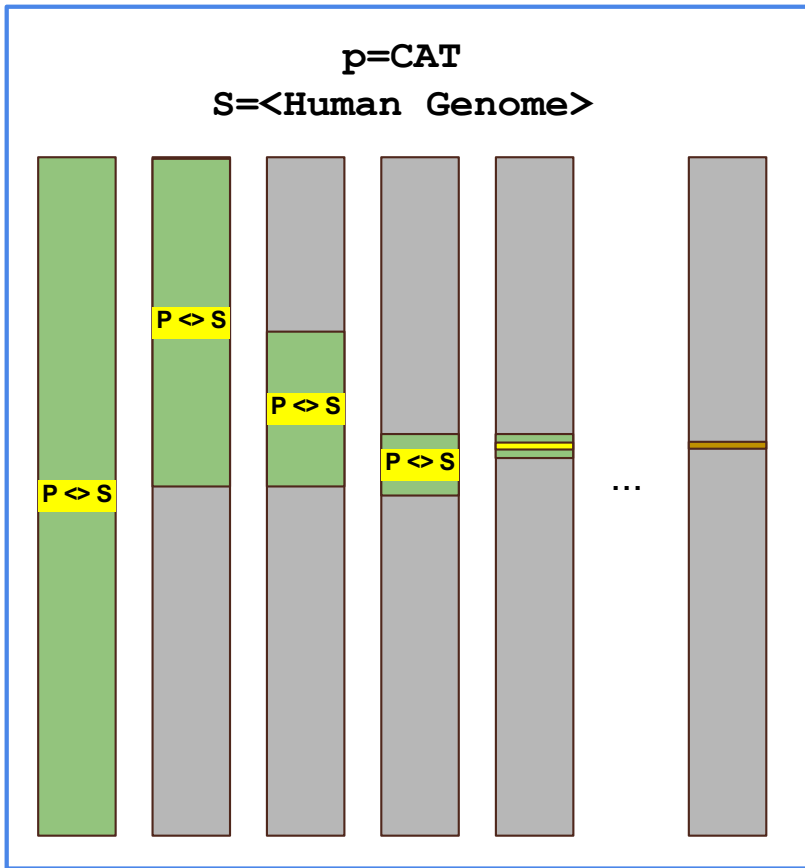 p=CAT
S=<Human Genome>
P <> S
P <> S
P <> S
P <> S
...